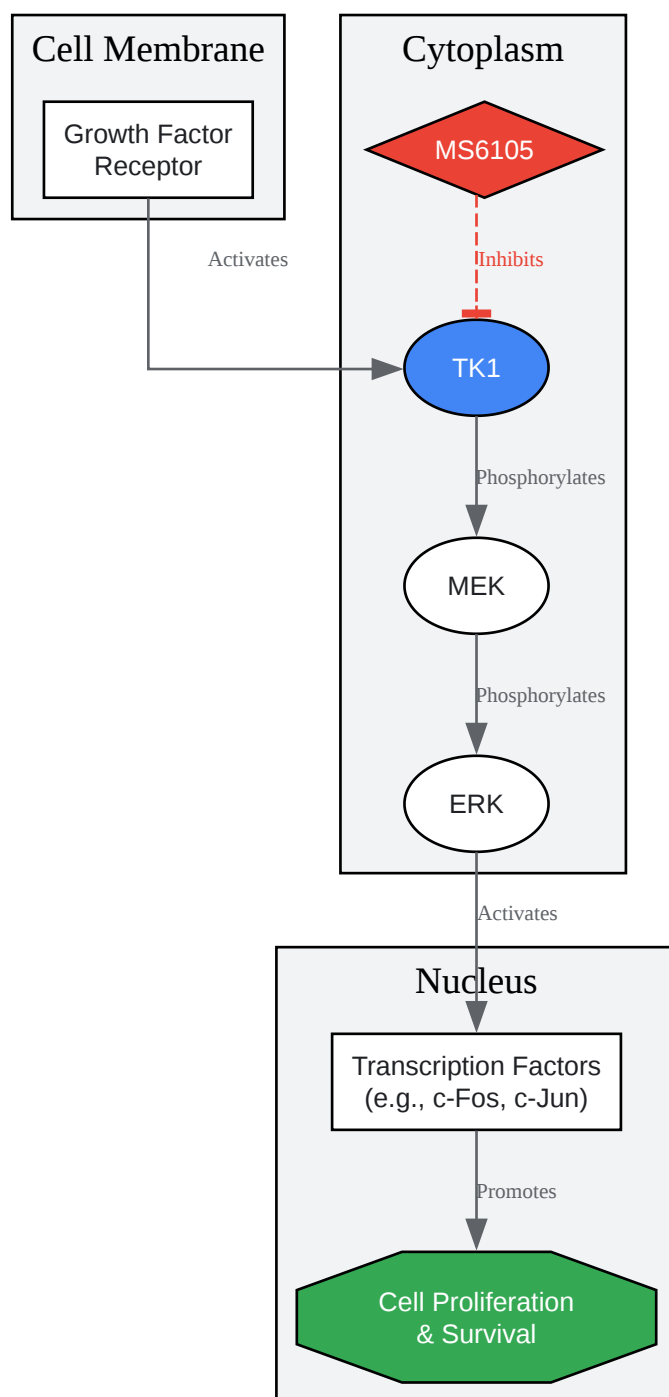 Cell Membrane
Growth Factor
Receptor
Cytoplasm
MS6105
Activates
Inhibits
TK1
Phosphorylates
MEK
Phosphorylates
ERK
Activates
Nucleus
Transcription Factors
(e.g., c-Fos, c-Jun)
Promotes
Cell Proliferation
& Survival